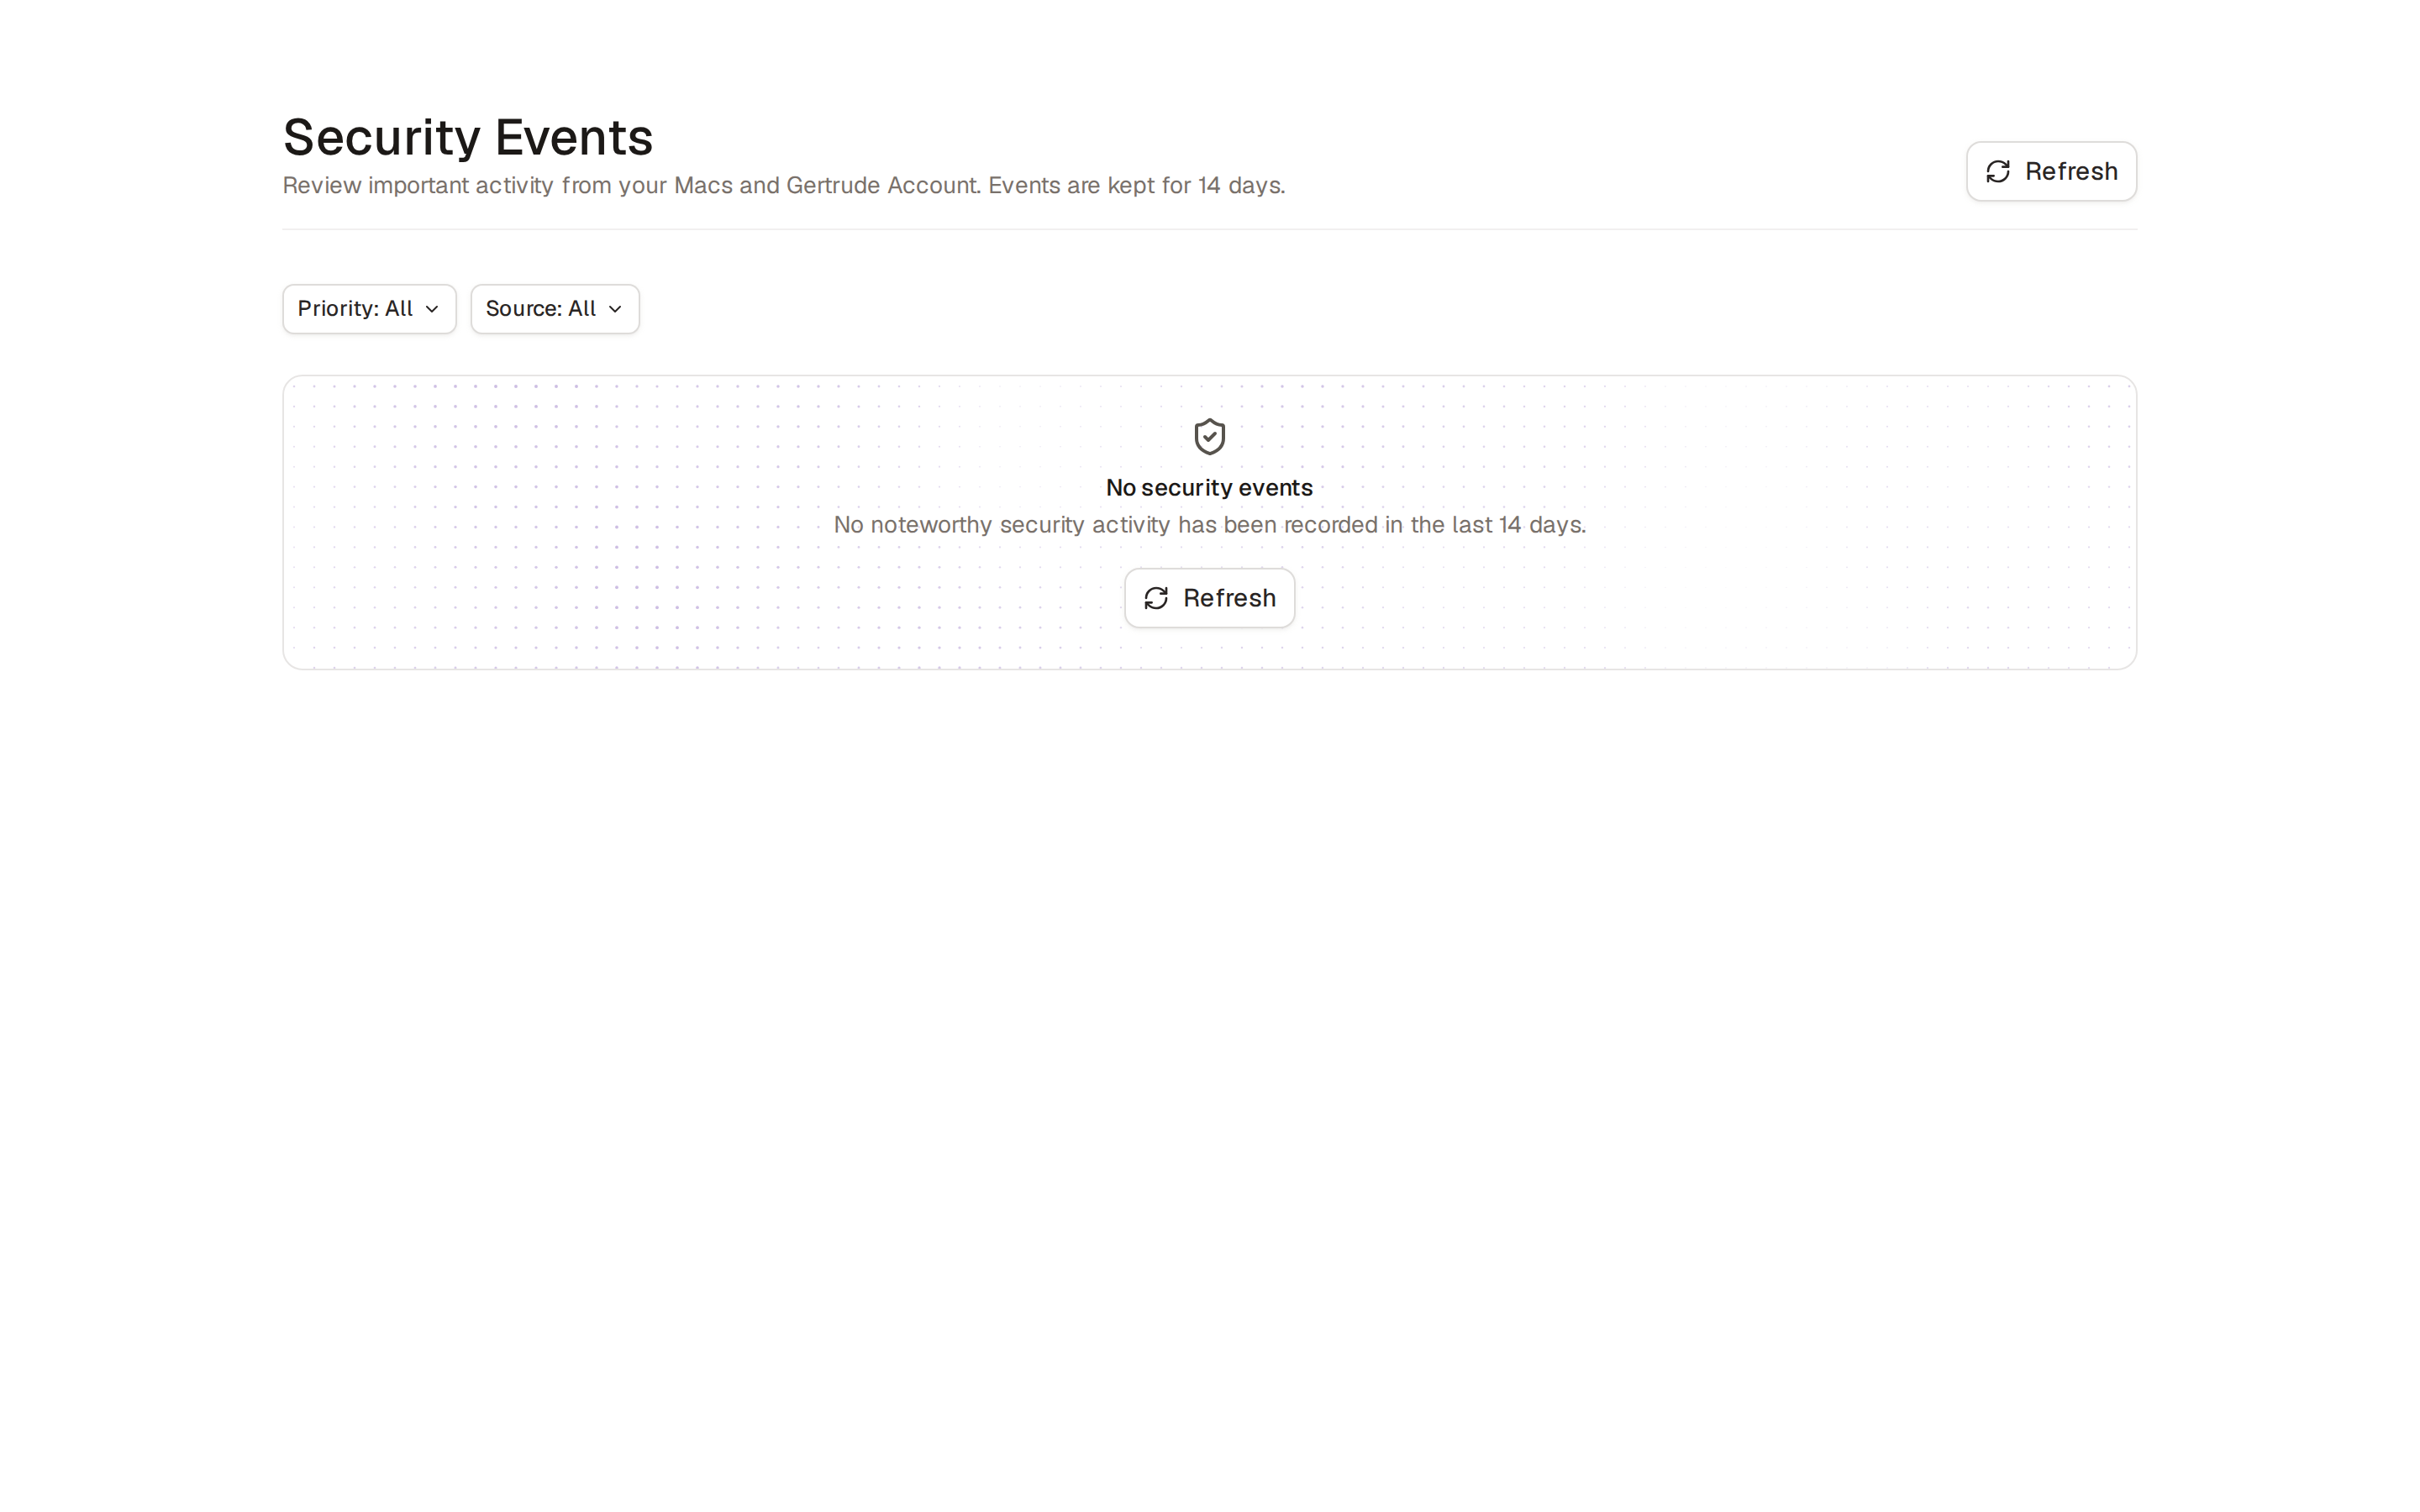 Security Events
Review important activity from your Macs and Gertrude Account. Events are kept for 14 days.
Refresh
Priority: All
Source: All
No security events
No noteworthy security activity has been recorded in the last 14 days.
Refresh